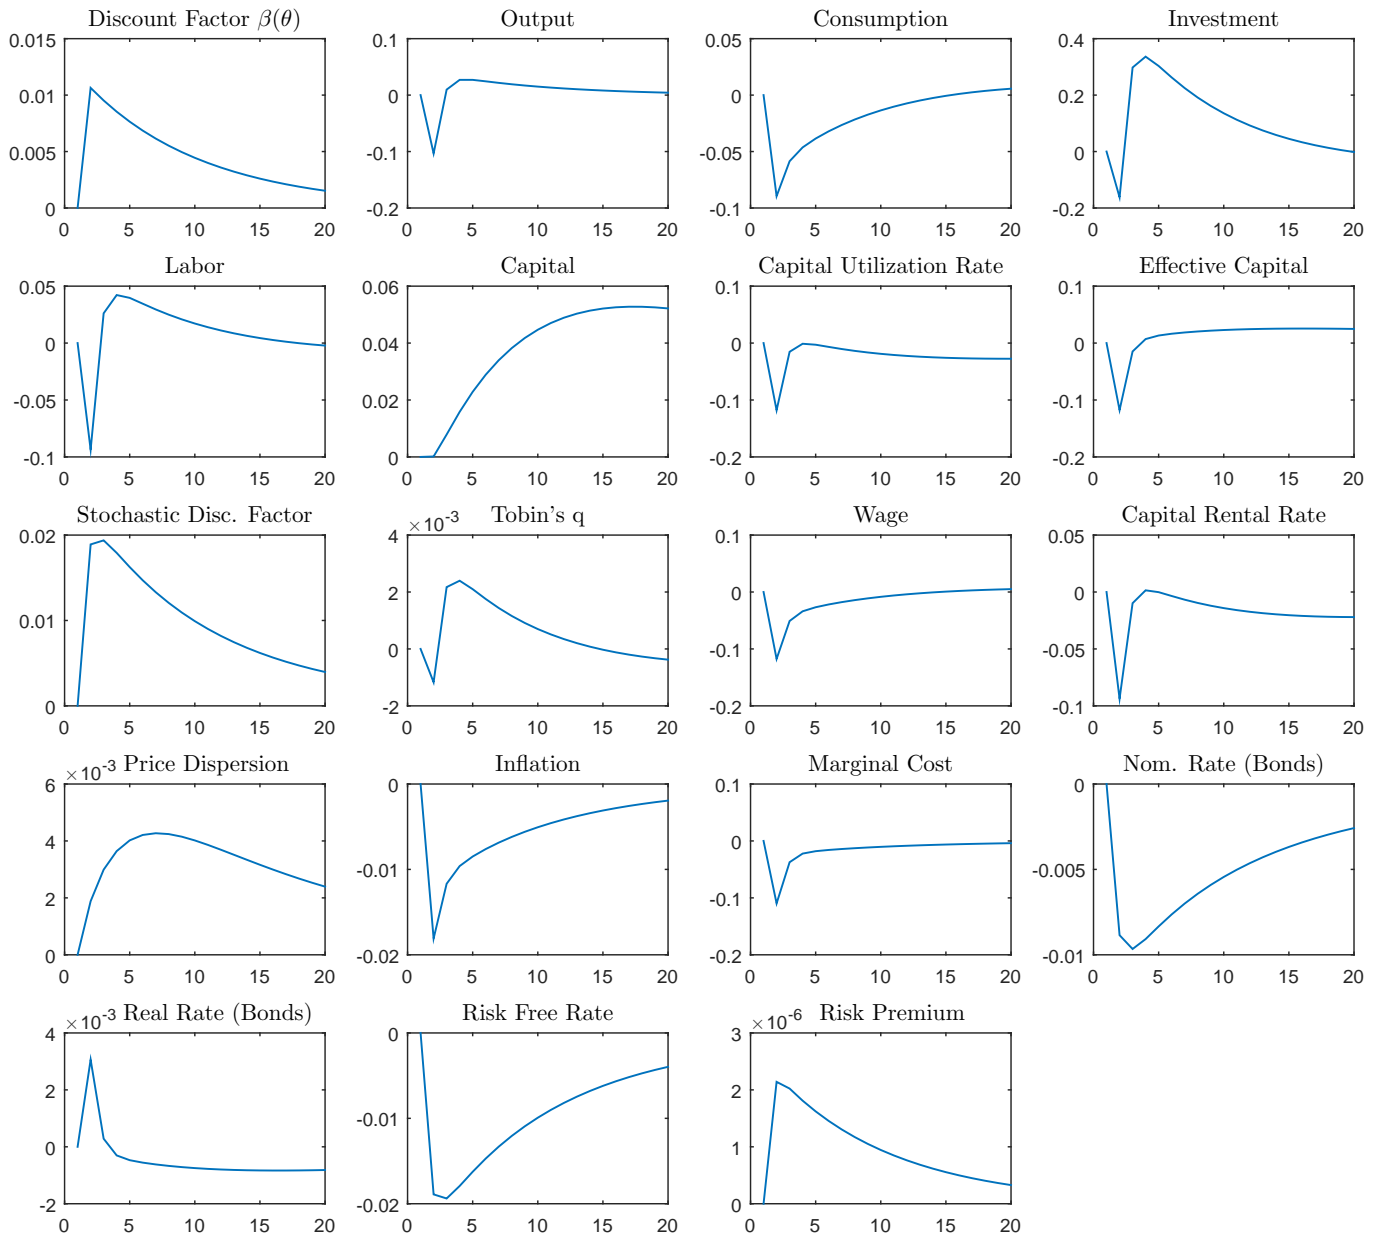 Discount Factor β(θ)
0.015
0.01
0.005
0
0 5 10 15 20
Output
0.1
0
-0.1
-0.2
0 5 10 15 20
Consumption
0.05
0
-0.05
-0.1
0 5 10 15 20
Investment
0.4
0.2
0
-0.2
0 5 10 15 20
Labor
0.05
0
-0.05
-0.1
0 5 10 15 20
Capital
0.06
0.04
0.02
0
0 5 10 15 20
Capital Utilization Rate
0.1
0
-0.1
-0.2
0 5 10 15 20
Effective Capital
0.1
0
-0.1
-0.2
0 5 10 15 20
Stochastic Disc. Factor
0.02
0.01
0
0 5 10 15 20
×10⁻³ Tobin's q
4
2
0
-2
0 5 10 15 20
Wage
0.1
0
-0.1
-0.2
0 5 10 15 20
Capital Rental Rate
0.05
0
-0.05
-0.1
0 5 10 15 20
×10⁻³ Price Dispersion
6
4
2
0
0 5 10 15 20
Inflation
0
-0.01
-0.02
0 5 10 15 20
Marginal Cost
0.1
0
-0.1
-0.2
0 5 10 15 20
Nom. Rate (Bonds)
0
-0.005
-0.01
0 5 10 15 20
×10⁻³ Real Rate (Bonds)
4
2
0
-2
0 5 10 15 20
Risk Free Rate
0
-0.01
-0.02
0 5 10 15 20
×10⁻⁶ Risk Premium
3
2
1
0
0 5 10 15 20